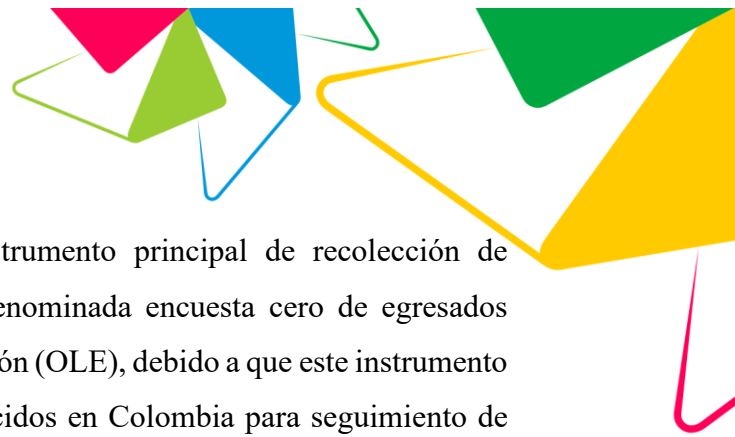 trumento principal de recolección de
enominada encuesta cero de egresados
ón (OLE), debido a que este instrumento
cidos en Colombia para seguimiento de